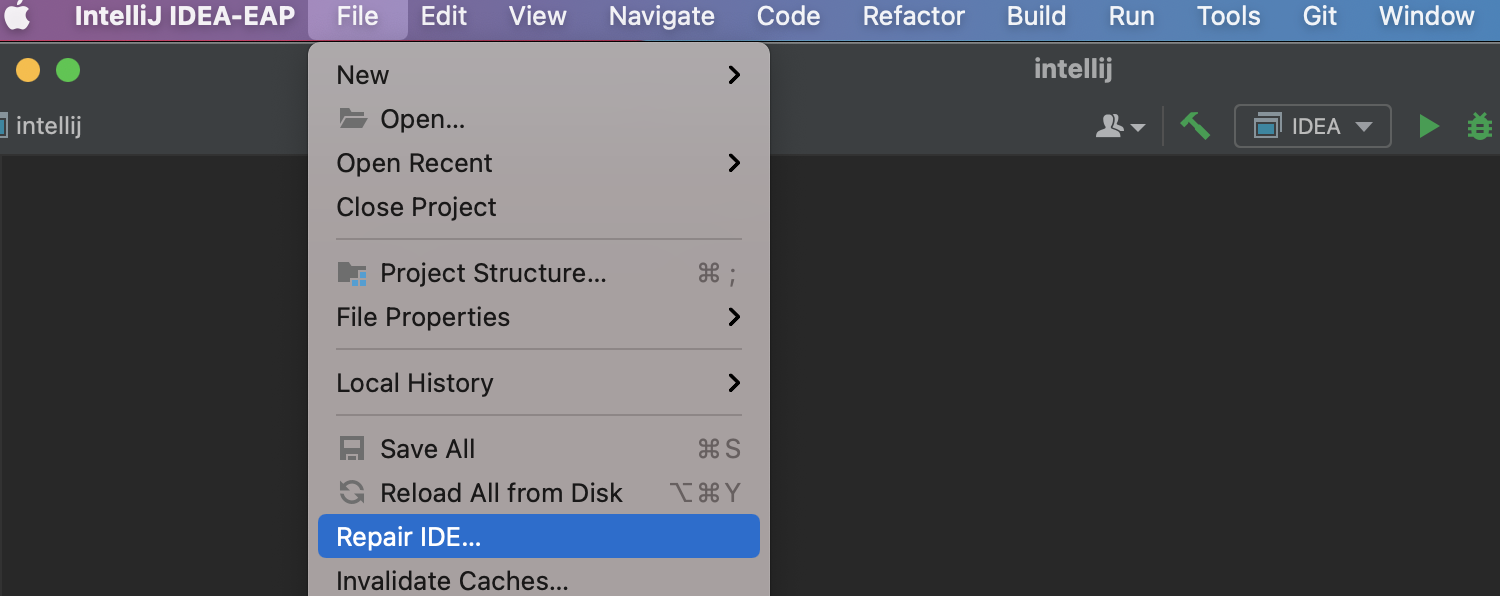 IntelliJ IDEA-EAP File Edit View Navigate Code Refactor Build Run Tools Git Window
intellij
intellij
IDEA
New
Open...
Open Recent
Close Project
Project Structure... ⌘ ;
File Properties
Local History
Save All ⌘S
Reload All from Disk ⌥⌘Y
Repair IDE...
Invalidate Caches...